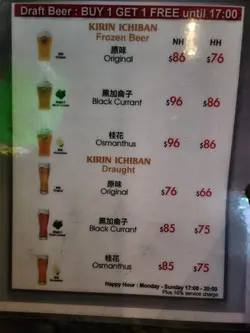 Draft Beer : BUY 1 GET 1 FREE until 17:00
KIRIN ICHIBAN
Frozen Beer NH HH
原味
Original $86 $76
黑加侖子
Black Currant $96 $86
桂花
Osmanthus $96 $86
KIRIN ICHIBAN
Draught
原味
Original $76 $66
黑加侖子
Black Currant $85 $75
桂花
Osmanthus $85 $75
Happy Hour : Monday - Sunday 17:00 - 20:00
Plus 10% service charge